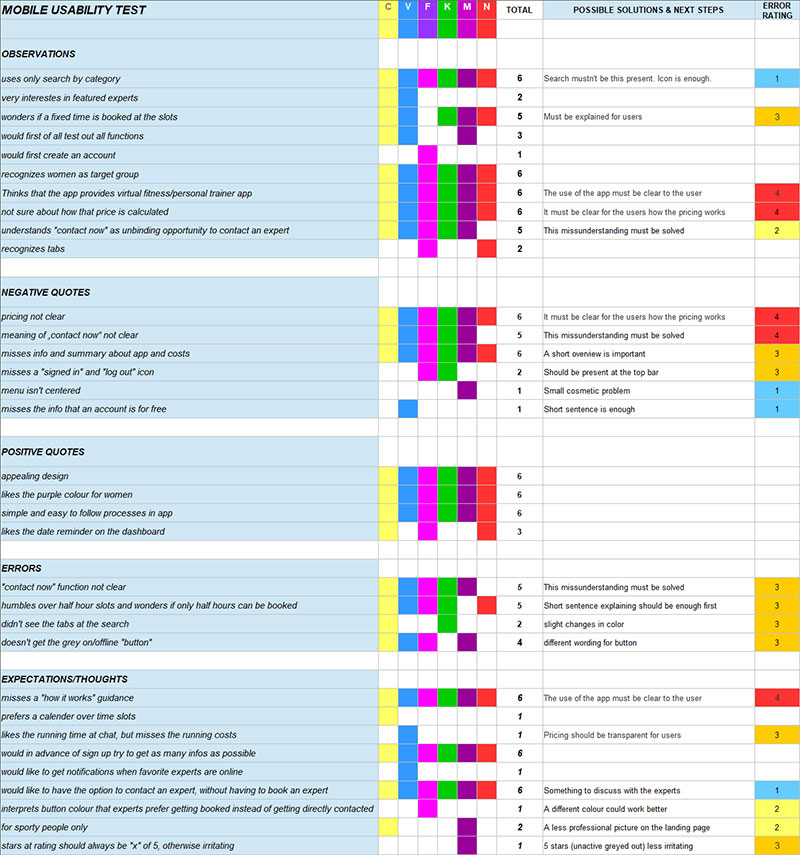 MOBILE USABILITY TEST C V F K M N TOTAL POSSIBLE SOLUTIONS & NEXT STEPS ERROR RATING
OBSERVATIONS
uses only search by category 6 Search mustn't be this present. Icon is enough. 1
very interestes in featured experts 2
wonders if a fixed time is booked at the slots 5 Must be explained for users 3
would first of all test out all functions 3
would first create an account 1
recognizes women as target group 6
Thinks that the app provides virtual fitness/personal trainer app 6 The use of the app must be clear to the user 4
not sure about how that price is calculated 6 It must be clear for the users how the pricing works 4
understands "contact now" as unbinding opportunity to contact an expert 5 This missunderstanding must be solved 2
recognizes tabs 2
NEGATIVE QUOTES
pricing not clear 6 It must be clear for the users how the pricing works 4
meaning of „contact now" not clear 5 This missunderstanding must be solved 4
misses info and summary about app and costs 6 A short overview is important 3
misses a "signed in" and "log out" icon 2 Should be present at the top bar 3
menu isn't centered 1 Small cosmetic problem 1
misses the info that an account is for free 1 Short sentence is enough 1
POSITIVE QUOTES
appealing design 6
likes the purple colour for women 6
simple and easy to follow processes in app 6
likes the date reminder on the dashboard 3
ERRORS
"contact now" function not clear 5 This missunderstanding must be solved 3
humbles over half hour slots and wonders if only half hours can be booked 5 Short sentence explaining should be enough first 3
didn't see the tabs at the search 2 slight changes in color 3
doesn't get the grey on/offline "button" 4 different wording for button 3
EXPECTATIONS/THOUGHTS
misses a "how it works" guidance 6 The use of the app must be clear to the user 4
prefers a calender over time slots 1
likes the running time at chat, but misses the running costs 1 Pricing should be transparent for users 3
would in advance of sign up try to get as many infos as possible 6
would like to get notifications when favorite experts are online 1
would like to have the option to contact an expert, without having to book an expert 6 Something to discuss with the experts 1
interprets button colour that experts prefer getting booked instead of getting directly contacted 1 A different colour could work better 2
for sporty people only 2 A less professional picture on the landing page 2
stars at rating should always be "x" of 5, otherwise irritating 1 5 stars (unactive greyed out) less irritating 3